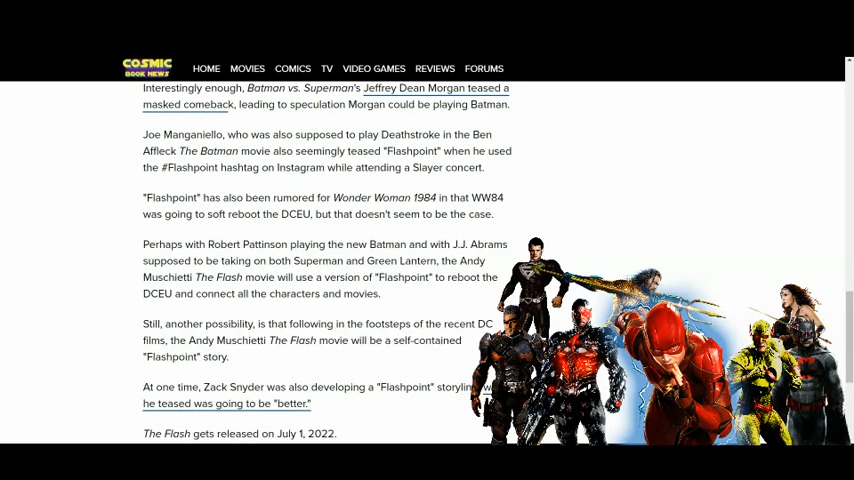 COSMIC
BOOK NEWS
HOME MOVIES COMICS TV VIDEO GAMES REVIEWS FORUMS
Interestingly enough, Batman vs. Superman's Jeffrey Dean Morgan teased a
masked comeback, leading to speculation Morgan could be playing Batman.
Joe Manganiello, who was also supposed to play Deathstroke in the Ben
Affleck The Batman movie also seemingly teased "Flashpoint" when he used
the #Flashpoint hashtag on Instagram while attending a Slayer concert.
"Flashpoint" has also been rumored for Wonder Woman 1984 in that WW84
was going to soft reboot the DCEU, but that doesn't seem to be the case.
Perhaps with Robert Pattinson playing the new Batman and with J.J. Abrams
supposed to be taking on both Superman and Green Lantern, the Andy
Muschietti The Flash movie will use a version of "Flashpoint" to reboot the
DCEU and connect all the characters and movies.
Still, another possibility, is that following in the footsteps of the recent DC
films, the Andy Muschietti The Flash movie will be a self-contained
"Flashpoint" story.
At one time, Zack Snyder was also developing a "Flashpoint"
he teased was going to be "better."
The Flash gets released on July 1, 2022.